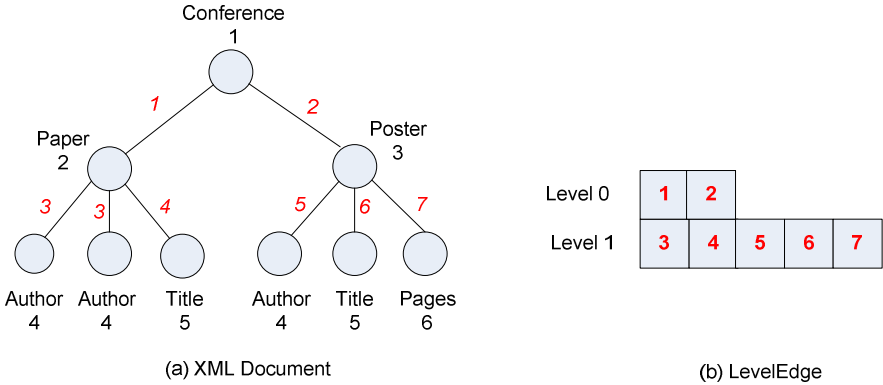 Conference
1
1 2
Paper
2
Poster
3
3 3 4 5 6 7
Author Author Title Author Title Pages
4 4 5 4 5 6
(a) XML Document
Level 0 1 2
Level 1 3 4 5 6 7
(b) LevelEdge